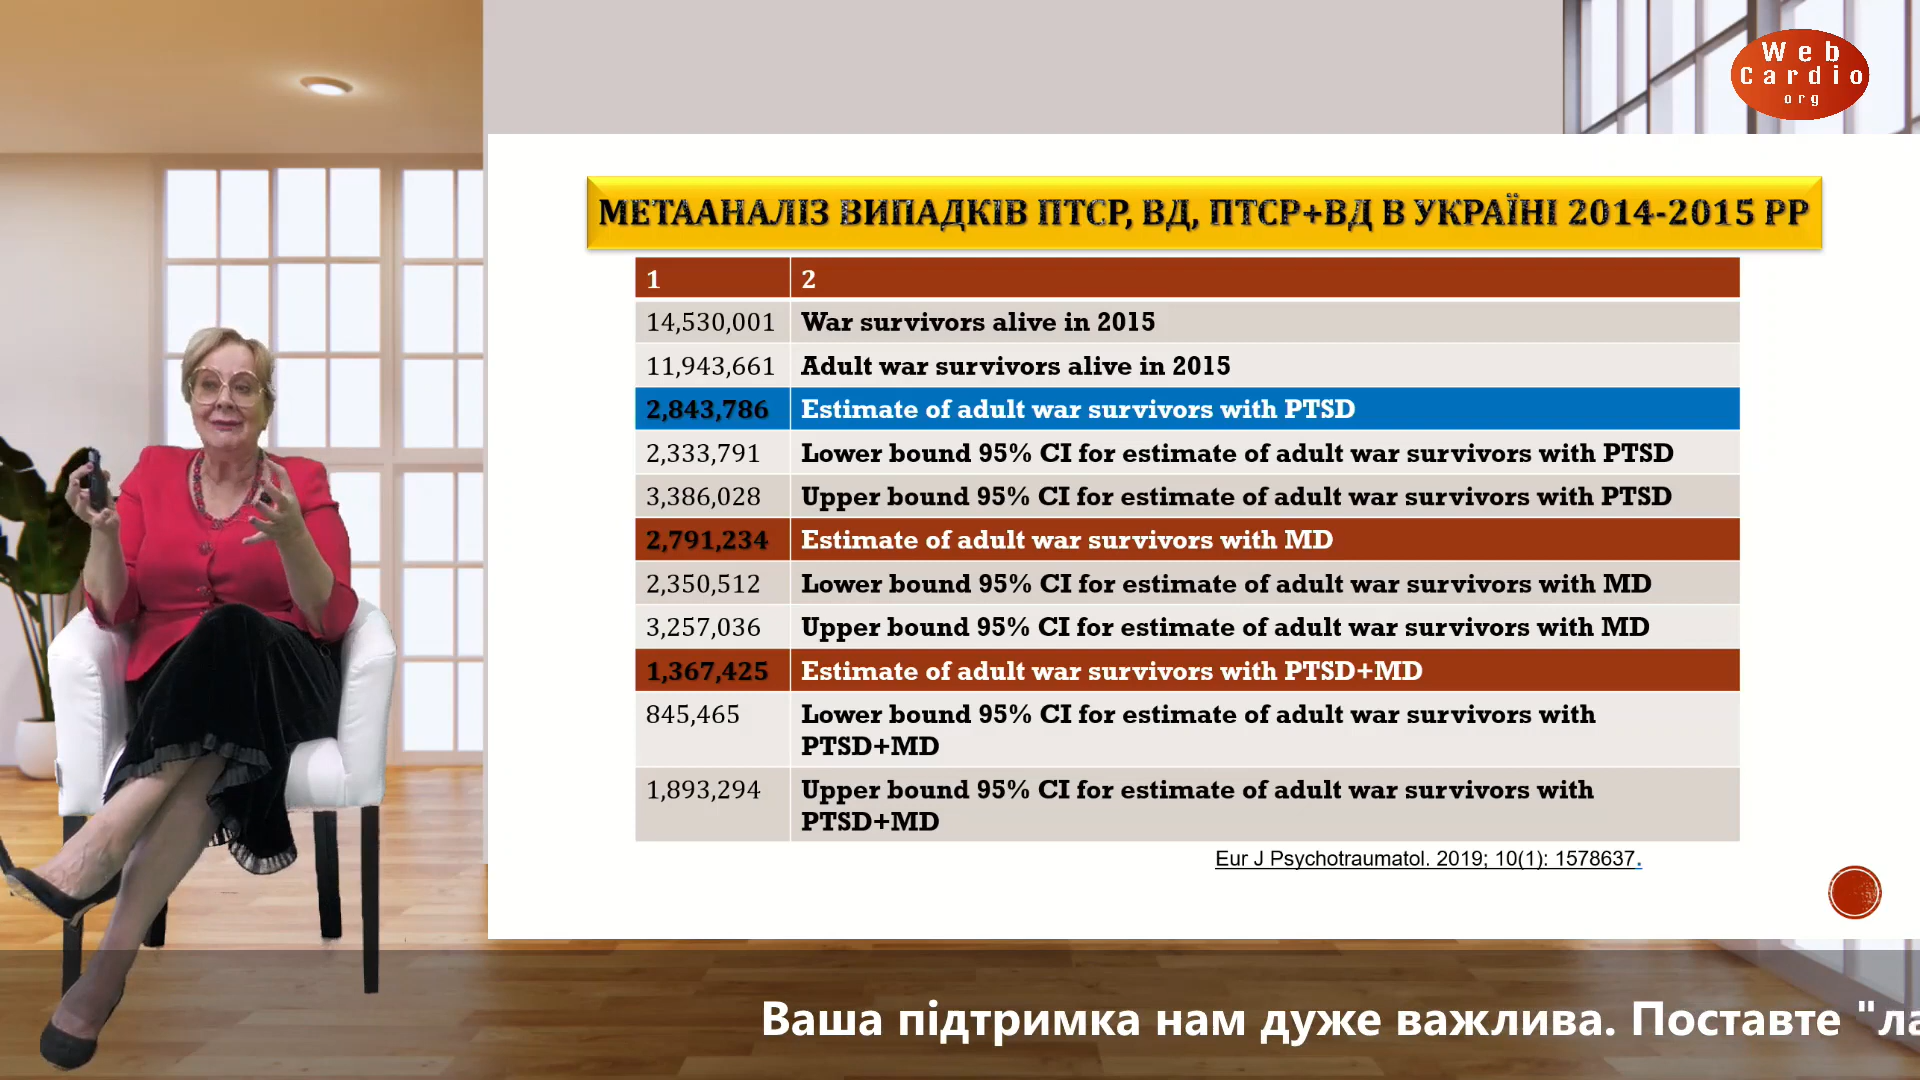 Web
Cardio
org
МЕТААНАЛІЗ ВИПАДКІВ ПТСР, ВД, ПТСР+ВД В УКРАЇНІ 2014-2015 РР
1 2
14,530,001 War survivors alive in 2015
11,943,661 Adult war survivors alive in 2015
2,843,786 Estimate of adult war survivors with PTSD
2,333,791 Lower bound 95% CI for estimate of adult war survivors with PTSD
3,386,028 Upper bound 95% CI for estimate of adult war survivors with PTSD
2,791,234 Estimate of adult war survivors with MD
2,350,512 Lower bound 95% CI for estimate of adult war survivors with MD
3,257,036 Upper bound 95% CI for estimate of adult war survivors with MD
1,367,425 Estimate of adult war survivors with PTSD+MD
845,465 Lower bound 95% CI for estimate of adult war survivors with
PTSD+MD
1,893,294 Upper bound 95% CI for estimate of adult war survivors with
PTSD+MD
Eur J Psychotraumatol. 2019; 10(1): 1578637.
Ваша підтримка нам дуже важлива. Поставте